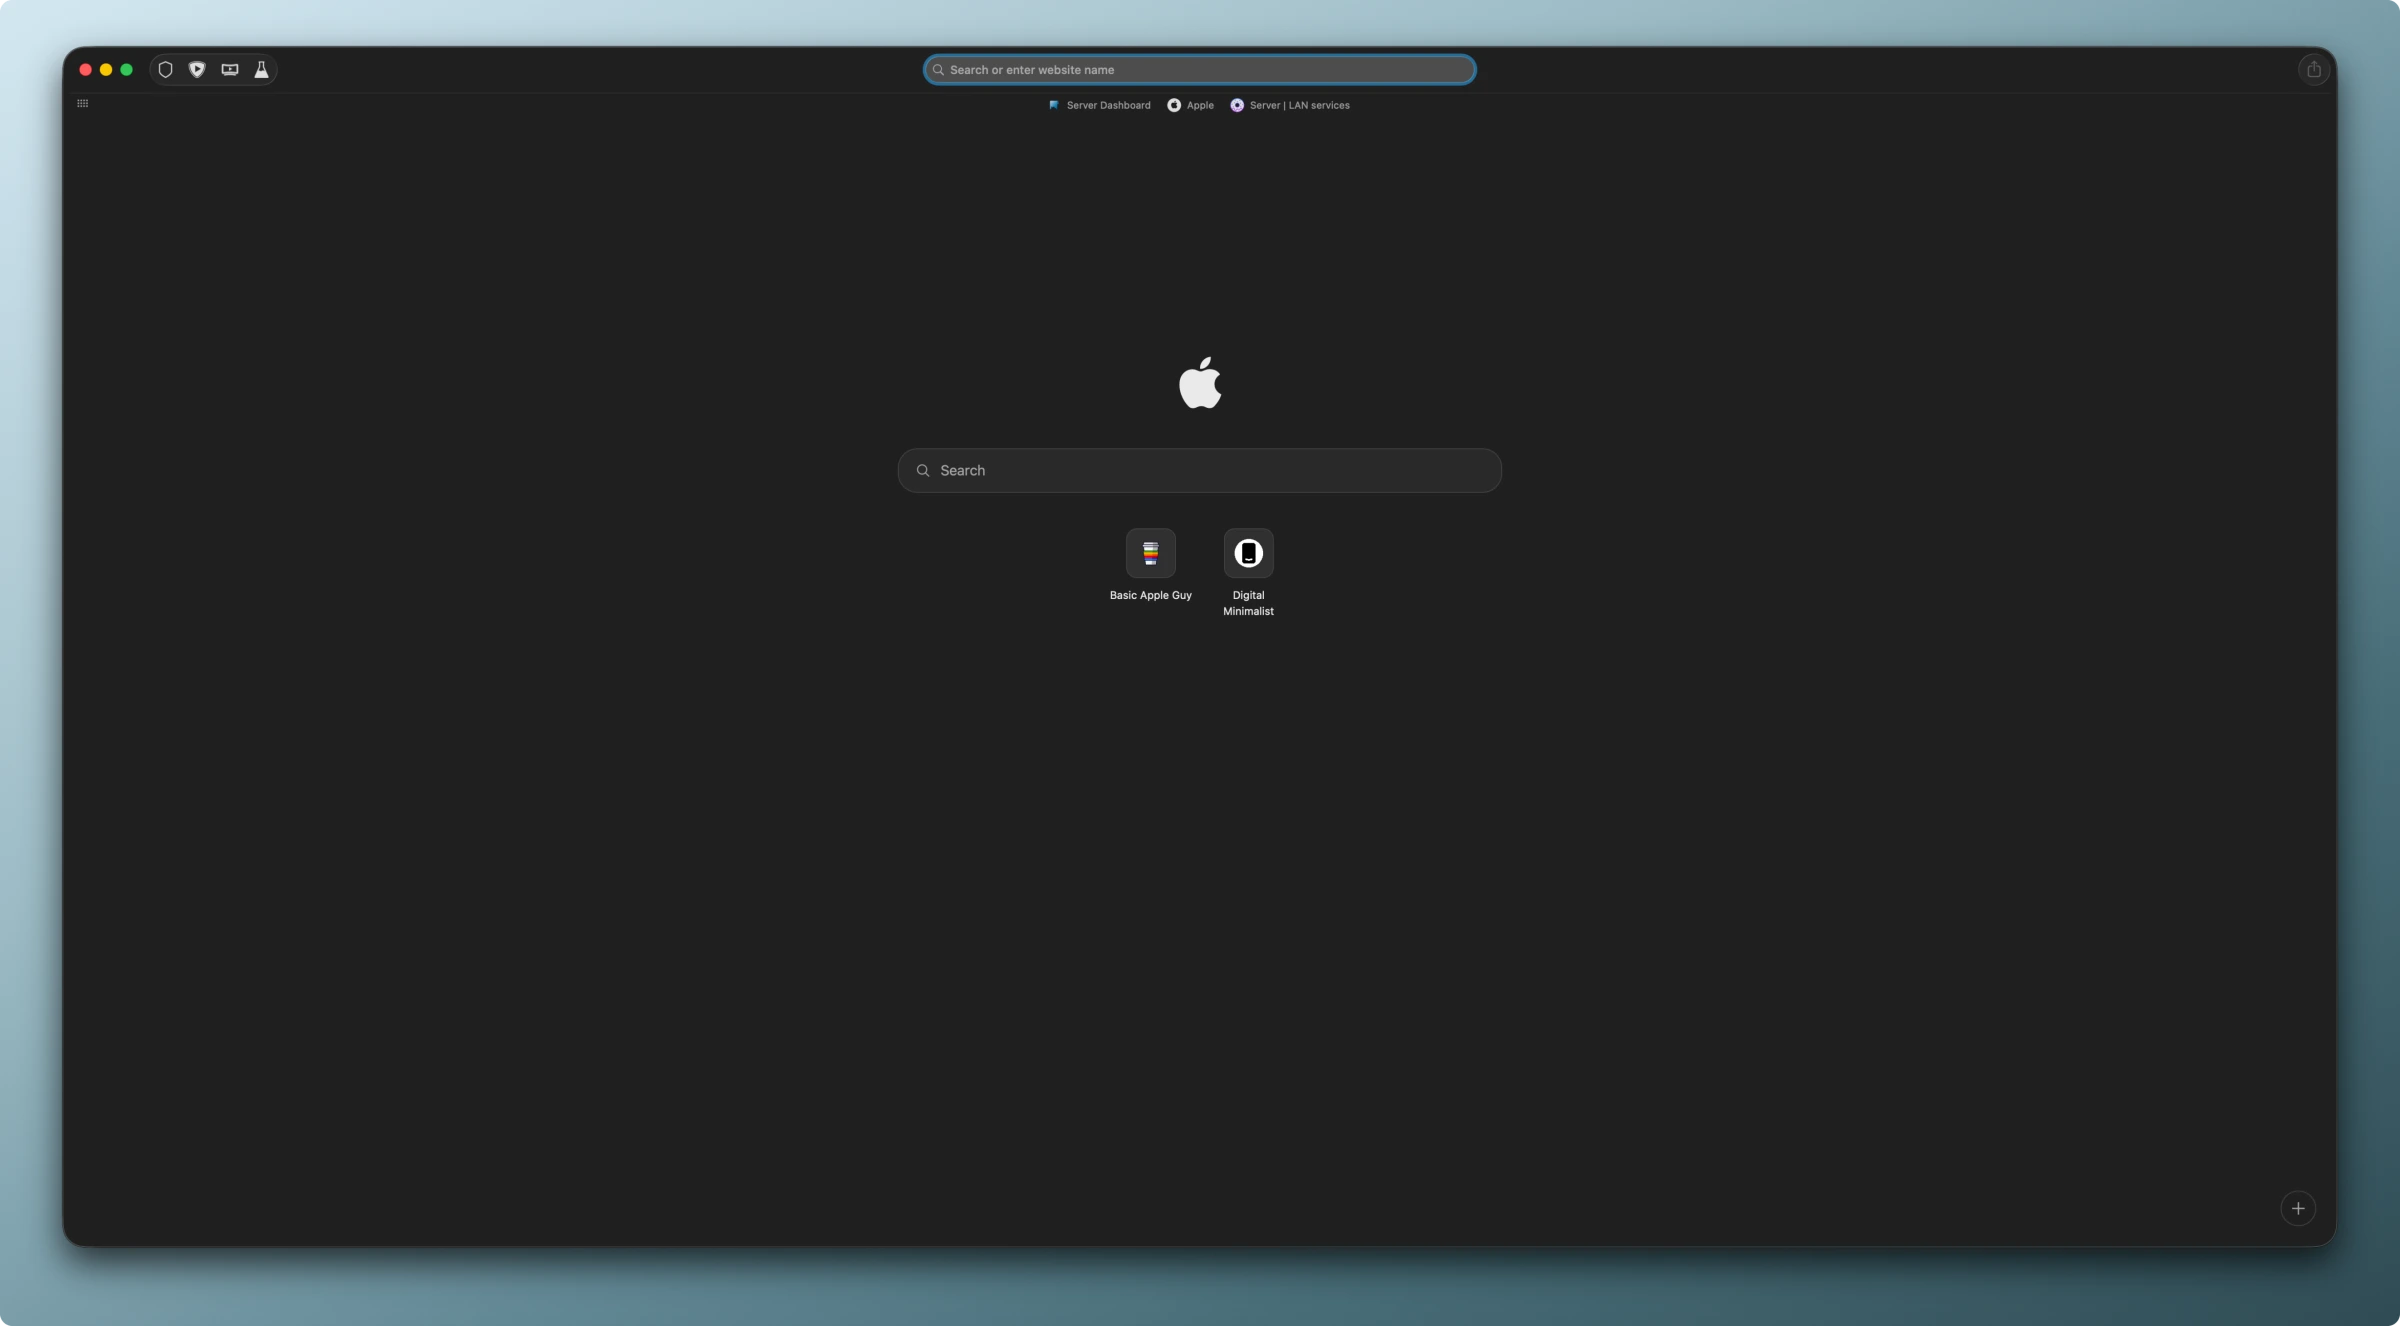 Search or enter website name
Server Dashboard
Apple
Server | LAN services
Search
Basic Apple Guy
Digital
Minimalist